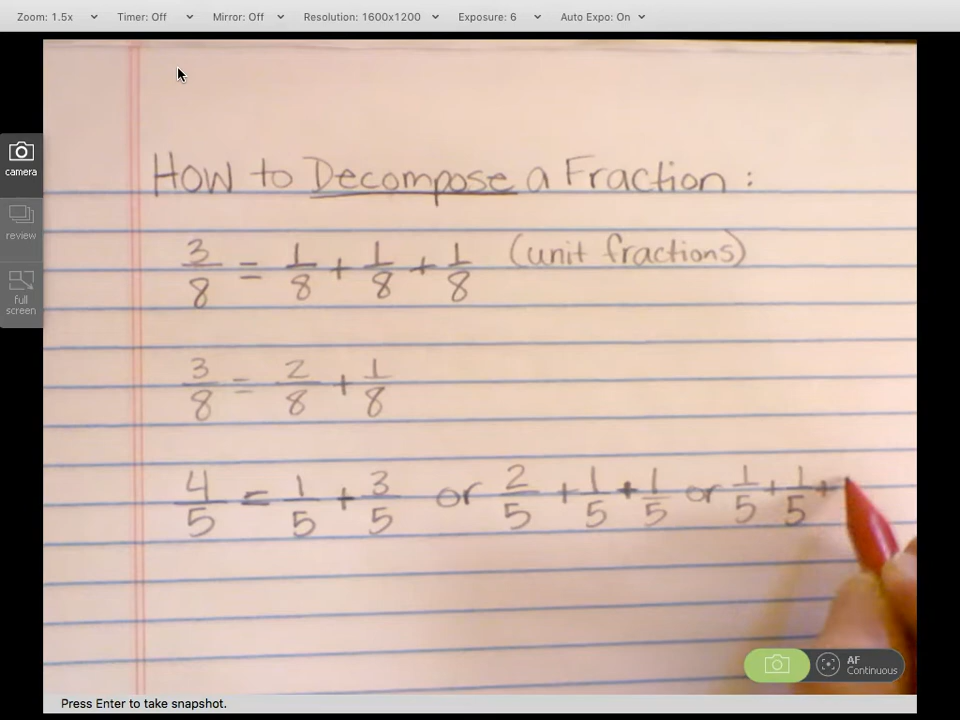 Zoom: 1.5x Timer: Off Mirror: Off Resolution: 1600x1200 Exposure: 6 Auto Expo: On
camera
review
full
screen
How to Decompose a Fraction :
3/8 = 1/8 + 1/8 + 1/8 (unit fractions)
3/8 = 2/8 + 1/8
4/5 = 1/5 + 3/5 or 2/5 + 1/5 + 1/5 or 1/5 + 1/5 +
AF
Continuous
Press Enter to take snapshot.